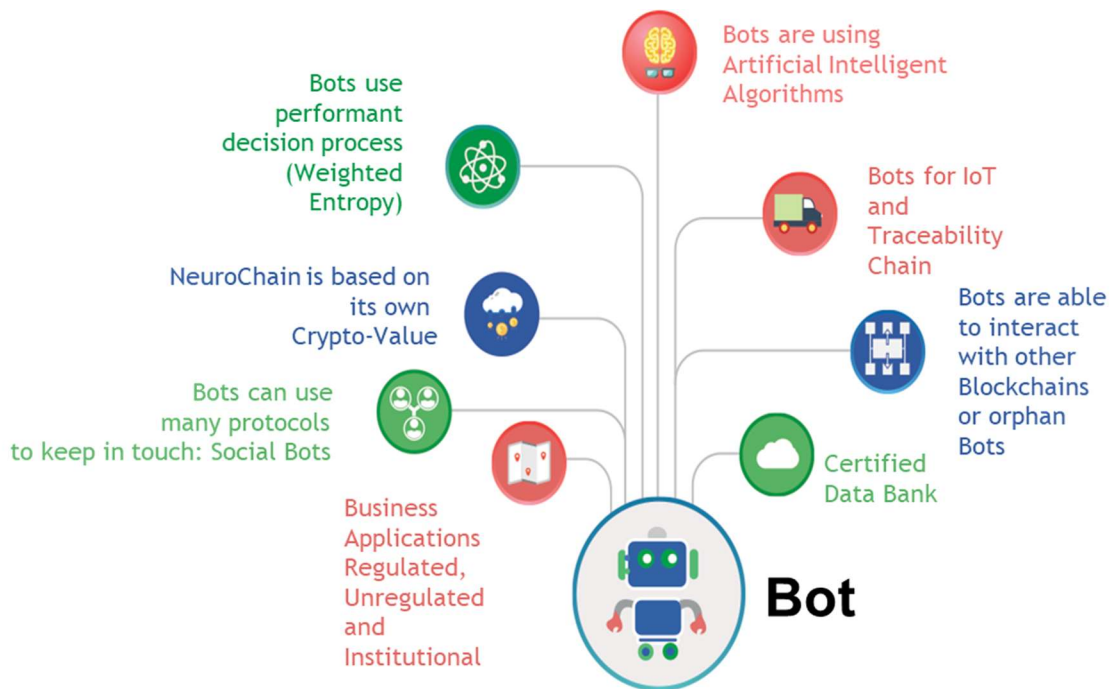 Bots are using
Artificial Intelligent
Algorithms
Bots use
performant
decision process
(Weighted
Entropy)
Bots for IoT
and
Traceability
Chain
NeuroChain is based on
its own
Crypto-Value
Bots are able
to interact
with other
Blockchains
or orphan
Bots
Bots can use
many protocols
to keep in touch: Social Bots
Certified
Data Bank
Business
Applications
Regulated,
Unregulated
and
Institutional
Bot